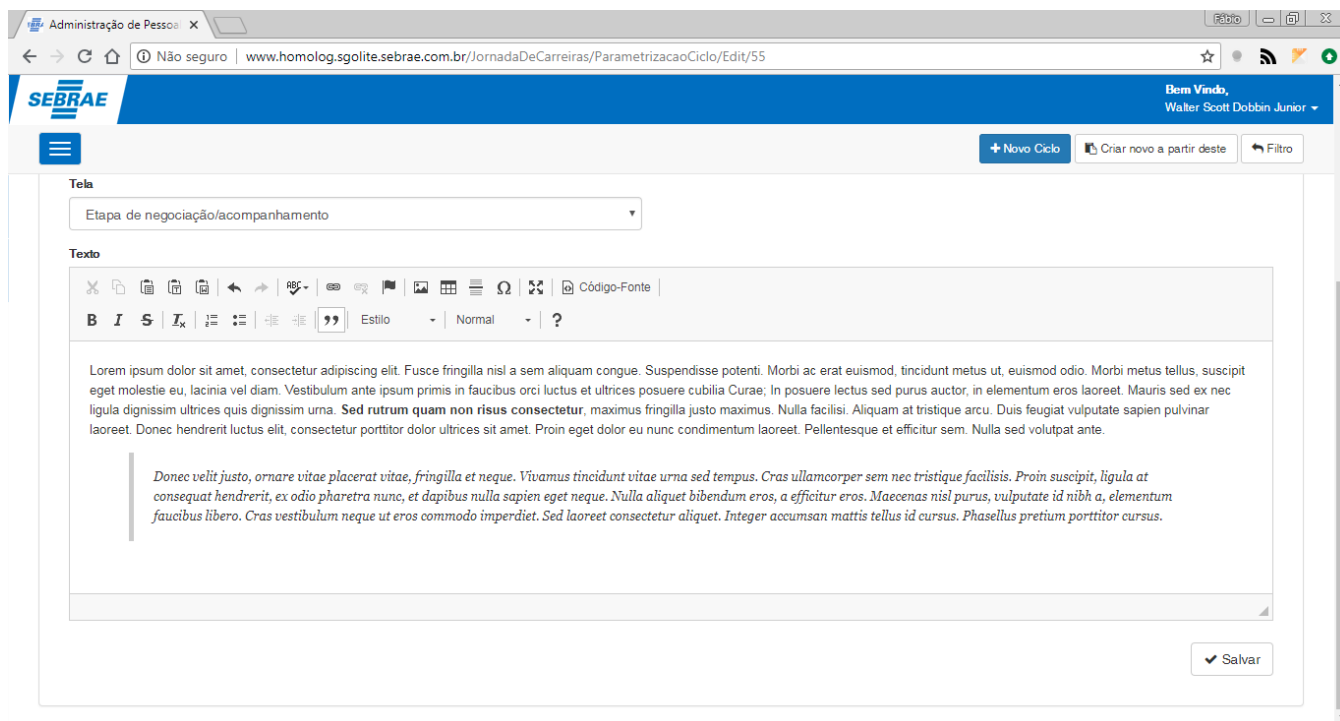 Administração de Pessoa
Fábio
Não seguro | www.homolog.sgolite.sebrae.com.br/JornadaDeCarreiras/ParametrizacaoCiclo/Edit/55
SEBRAE
Bem Vindo,
Walter Scott Dobbin Junior
+ Novo Ciclo Criar novo a partir deste Filtro
Tela
Etapa de negociação/acompanhamento
Texto
ABC Ω Código-Fonte
B I S Ix Estilo Normal ?
Lorem ipsum dolor sit amet, consectetur adipiscing elit. Fusce fringilla nisl a sem aliquam congue. Suspendisse potenti. Morbi ac erat euismod, tincidunt metus ut, euismod odio. Morbi metus tellus, suscipit
eget molestie eu, lacinia vel diam. Vestibulum ante ipsum primis in faucibus orci luctus et ultrices posuere cubilia Curae; In posuere lectus sed purus auctor, in elementum eros laoreet. Mauris sed ex nec
ligula dignissim ultrices quis dignissim urna. Sed rutrum quam non risus consectetur, maximus fringilla justo maximus. Nulla facilisi. Aliquam at tristique arcu. Duis feugiat vulputate sapien pulvinar
laoreet. Donec hendrerit luctus elit, consectetur porttitor dolor ultrices sit amet. Proin eget dolor eu nunc condimentum laoreet. Pellentesque et efficitur sem. Nulla sed volutpat ante.
Donec velit justo, ornare vitae placerat vitae, fringilla et neque. Vivamus tincidunt vitae urna sed tempus. Cras ullamcorper sem nec tristique facilisis. Proin suscipit, ligula at
consequat hendrerit, ex odio pharetra nunc, et dapibus nulla sapien eget neque. Nulla aliquet bibendum eros, a efficitur eros. Maecenas nisl purus, vulputate id nibh a, elementum
faucibus libero. Cras vestibulum neque ut eros commodo imperdiet. Sed laoreet consectetur aliquet. Integer accumsan mattis tellus id cursus. Phasellus pretium porttitor cursus.
Salvar